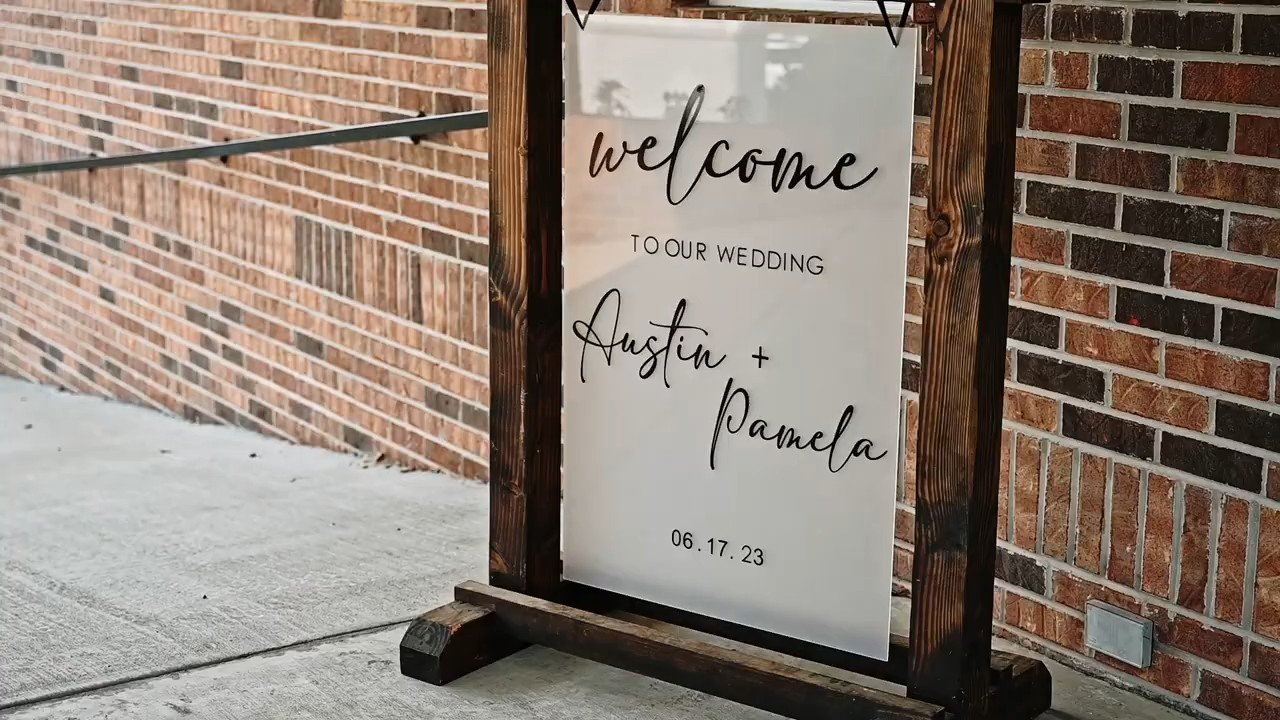 welcome
TO OUR WEDDING
Austin +
Pamela
06.17.23